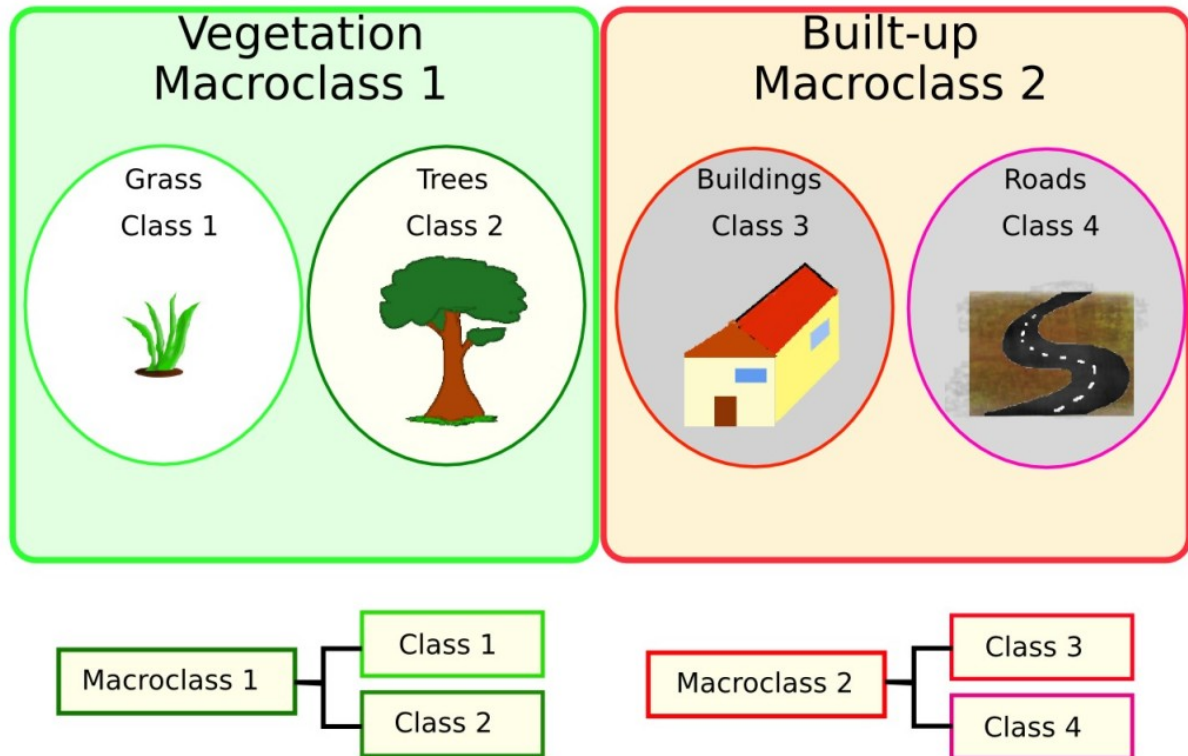 Vegetation
Macroclass 1
Grass
Class 1
Trees
Class 2
Built-up
Macroclass 2
Buildings
Class 3
Roads
Class 4
Macroclass 1
Class 1
Class 2
Macroclass 2
Class 3
Class 4